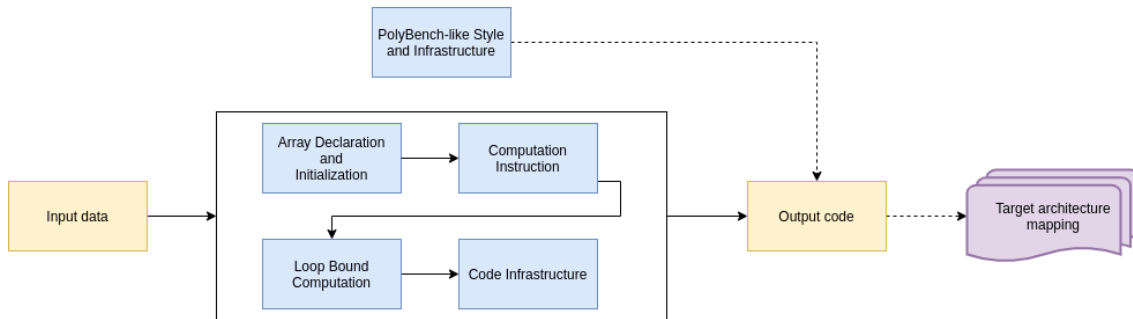 PolyBench-like Style
and Infrastructure
Array Declaration
and
Initialization
Computation
Instruction
Input data
Output code
Target architecture
mapping
Loop Bound
Computation
Code Infrastructure